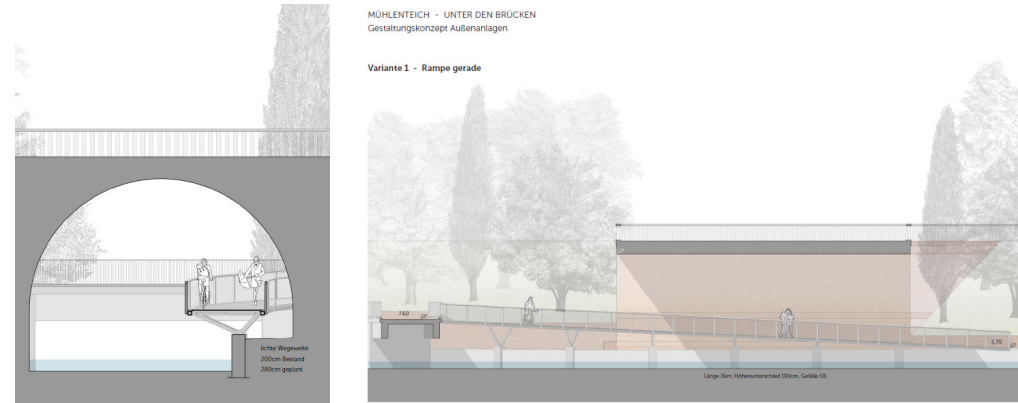 MÜHLENTEICH - UNTER DEN BRÜCKEN
Gestaltungskonzept Außenanlagen
Variante 1 - Rampe gerade
lichte Wegeweite
200cm Bestand
280cm geplant
7.60
5.70
Länge 36m, Höhenunterschied 190cm, Gefälle 5%